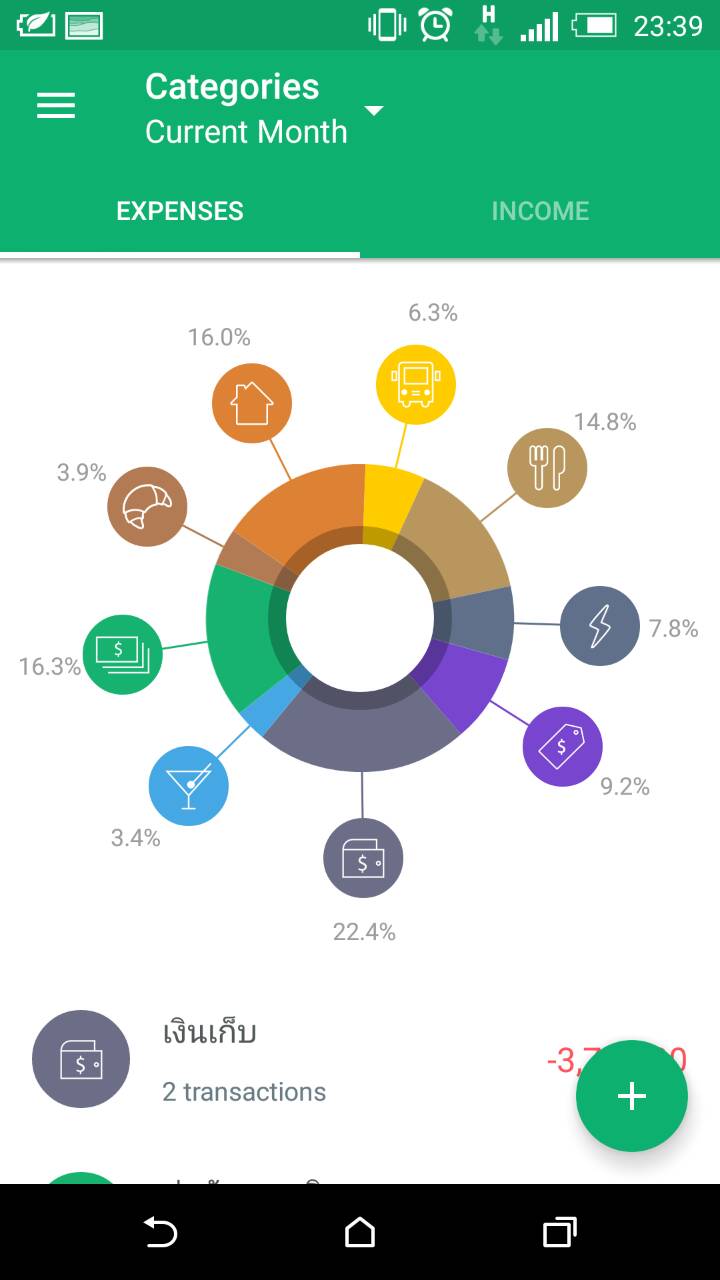 H
23:39
Categories
Current Month
EXPENSES
INCOME
6.3%
16.0%
14.8%
3.9%
7.8%
16.3%
9.2%
3.4%
22.4%
เงินเก็บ
2 transactions